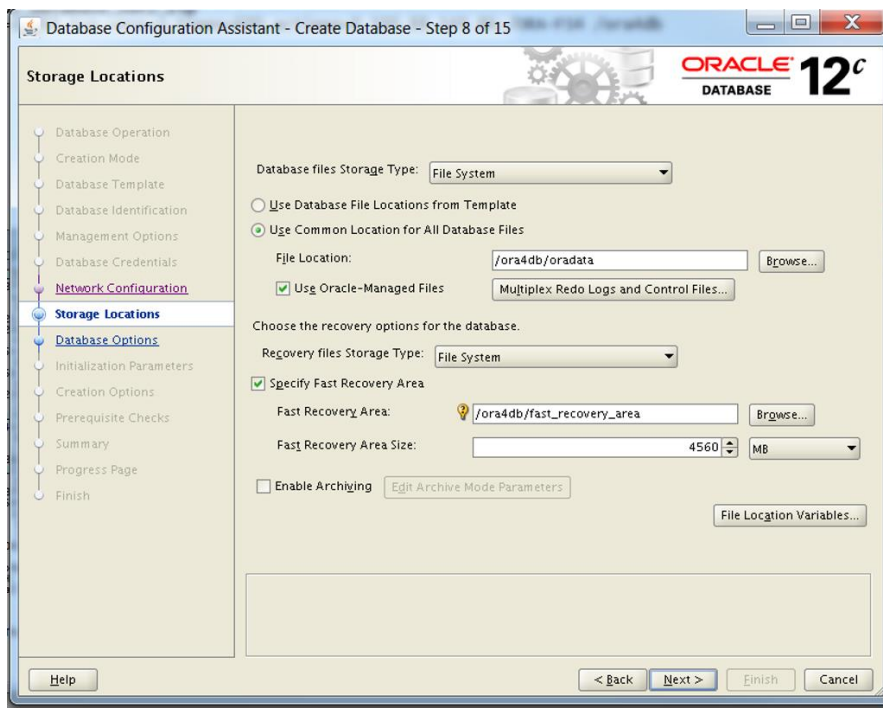 Database Configuration Assistant - Create Database - Step 8 of 15
Storage Locations
ORACLE
DATABASE
12c
Database Operation
Creation Mode
Database Template
Database Identification
Management Options
Database Credentials
Network Configuration
Storage Locations
Database Options
Initialization Parameters
Creation Options
Prerequisite Checks
Summary
Progress Page
Finish
Database files Storage Type: File System
Use Database File Locations from Template
Use Common Location for All Database Files
File Location: /ora4db/oradata Browse...
Use Oracle-Managed Files Multiplex Redo Logs and Control Files...
Choose the recovery options for the database.
Recovery files Storage Type: File System
Specify Fast Recovery Area
Fast Recovery Area: /ora4db/fast_recovery_area Browse...
Fast Recovery Area Size: 4560 MB
Enable Archiving Edit Archive Mode Parameters
File Location Variables...
Help < Back Next > Finish Cancel